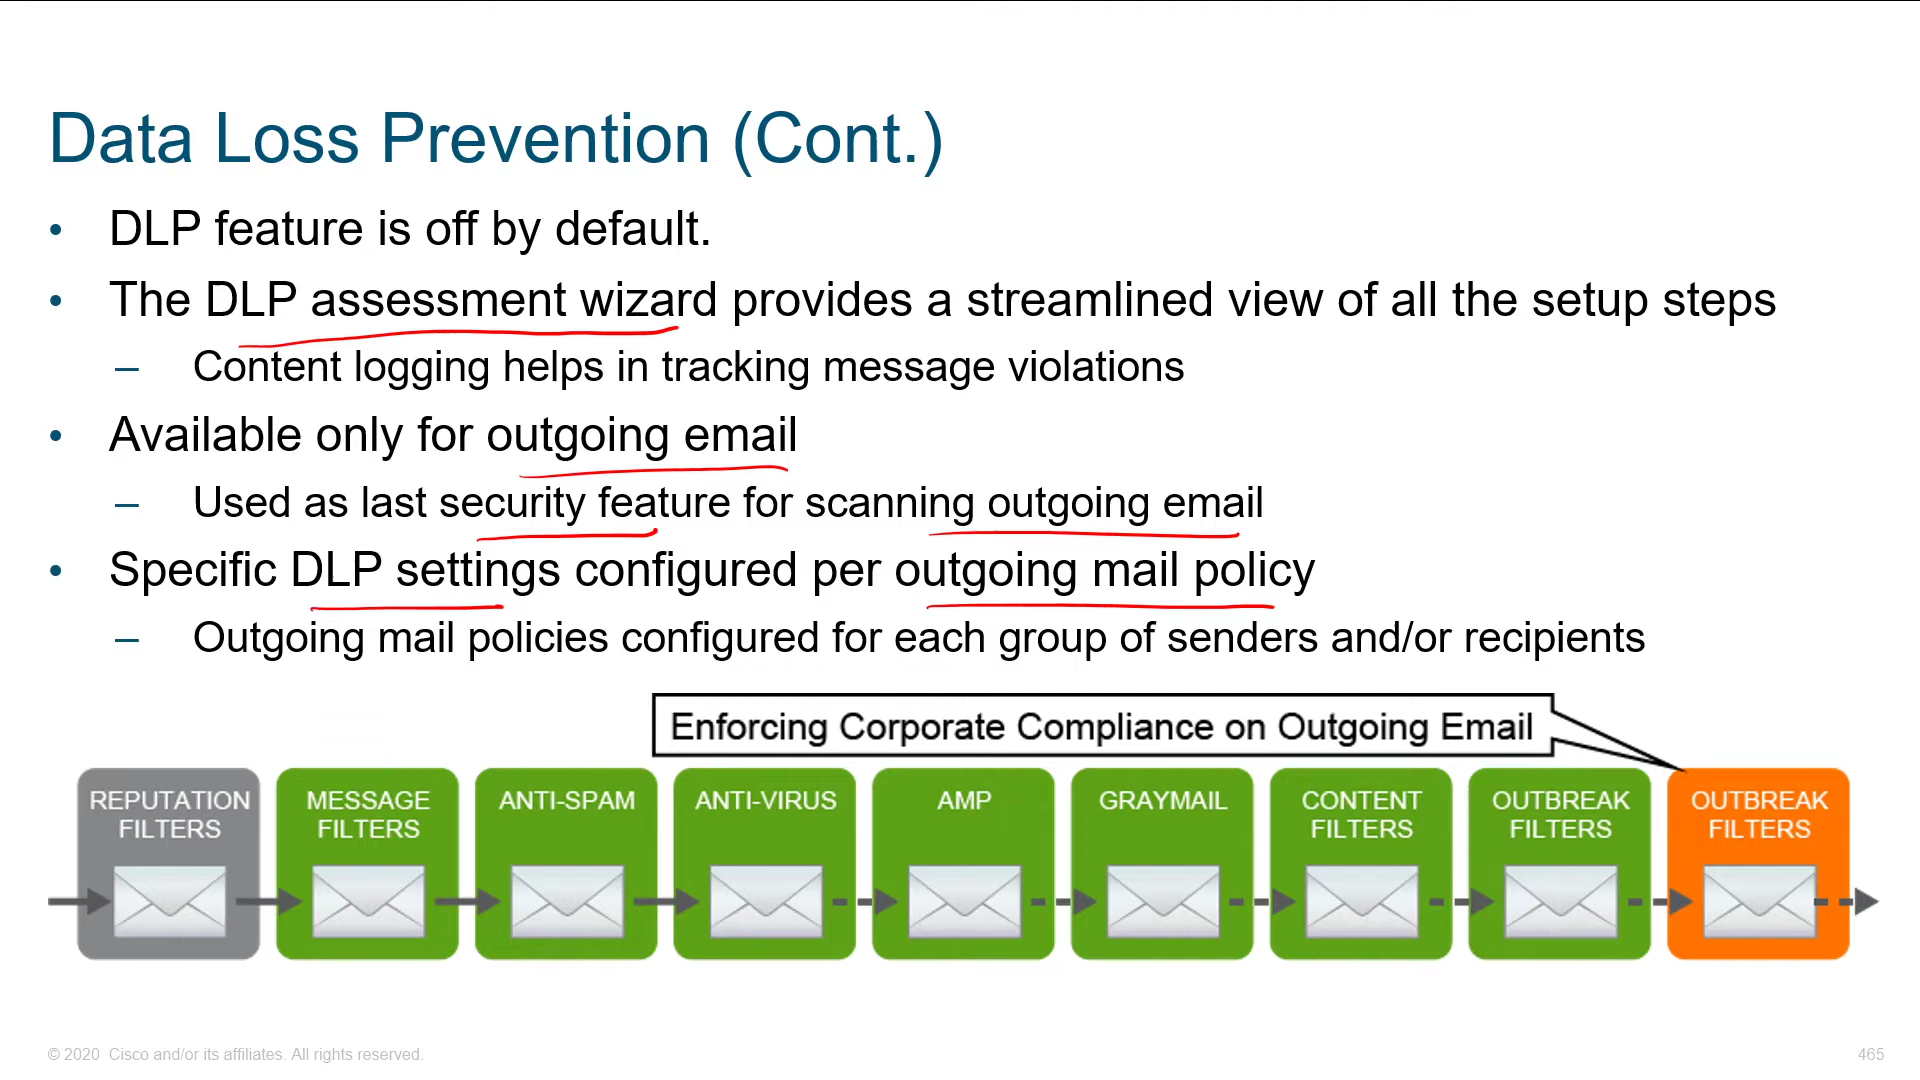 Data Loss Prevention (Cont.)
• DLP feature is off by default.
• The DLP assessment wizard provides a streamlined view of all the setup steps
– Content logging helps in tracking message violations
• Available only for outgoing email
– Used as last security feature for scanning outgoing email
• Specific DLP settings configured per outgoing mail policy
– Outgoing mail policies configured for each group of senders and/or recipients
Enforcing Corporate Compliance on Outgoing Email
REPUTATION
FILTERS
MESSAGE
FILTERS
ANTI-SPAM
ANTI-VIRUS
AMP
GRAYMAIL
CONTENT
FILTERS
OUTBREAK
FILTERS
OUTBREAK
FILTERS
© 2020 Cisco and/or its affiliates. All rights reserved.
465